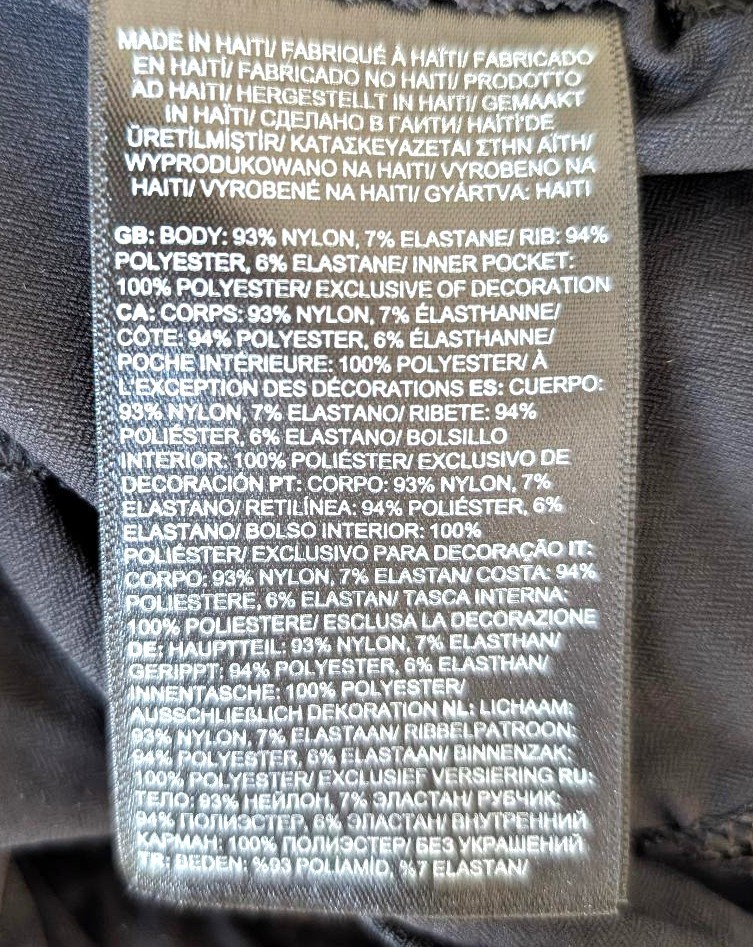 MADE IN HAITI/ FABRIQUÉ À HAÏTI/ FABRICADO
EN HAITÍ/ FABRICADO NO HAITI/ PRODOTTO
AD HAITI/ HERGESTELLT IN HAITI/ GEMAAKT
IN HAÏTI/ СДЕЛАНО В ГАИТИ/ HAİTİ'DE
ÜRETİLMİŞTİR/ ΚΑΤΑΣΚΕΥΑΖΕΤΑΙ ΣΤΗΝ ΑΪΤΗ/
WYPRODUKOWANO NA HAITI/ VYROBENO NA
HAITI/ VYROBENÉ NA HAITI/ GYÁRTVA: HAITI
GB: BODY: 93% NYLON, 7% ELASTANE/ RIB: 94%
POLYESTER, 6% ELASTANE/ INNER POCKET:
100% POLYESTER/ EXCLUSIVE OF DECORATION
CA: CORPS: 93% NYLON, 7% ÉLASTHANNE/
CÔTE: 94% POLYESTER, 6% ÉLASTHANNE/
POCHE INTÉRIEURE: 100% POLYESTER/ À
L'EXCEPTION DES DÉCORATIONS ES: CUERPO:
93% NYLON, 7% ELASTANO/ RIBETE: 94%
POLIÉSTER, 6% ELASTANO/ BOLSILLO
INTERIOR: 100% POLIÉSTER/ EXCLUSIVO DE
DECORACIÓN PT: CORPO: 93% NYLON, 7%
ELASTANO/ RETILÍNEA: 94% POLIÉSTER, 6%
ELASTANO/ BOLSO INTERIOR: 100%
POLIÉSTER/ EXCLUSIVO PARA DECORAÇÃO IT:
CORPO: 93% NYLON, 7% ELASTAN/ COSTA: 94%
POLIESTERE, 6% ELASTAN/ TASCA INTERNA:
100% POLIESTERE/ ESCLUSA LA DECORAZIONE
DE: HAUPTTEIL: 93% NYLON, 7% ELASTHAN/
GERIPPT: 94% POLYESTER, 6% ELASTHAN/
INNENTASCHE: 100% POLYESTER/
AUSSCHLIEßLICH DEKORATION NL: LICHAAM:
93% NYLON, 7% ELASTAAN/ RIBBELPATROON:
94% POLYESTER, 6% ELASTAAN/ BINNENZAK:
100% POLYESTER/ EXCLUSIEF VERSIERING RU:
ТЕЛО: 93% НЕЙЛОН, 7% ЭЛАСТАН/ РУБЧИК:
94% ПОЛИЭСТЕР, 6% ЭЛАСТАН/ ВНУТРЕННИЙ
КАРМАН: 100% ПОЛИЭСТЕР/ БЕЗ УКРАШЕНИЙ
TR: BEDEN: %93 POLİAMİD, %7 ELASTAN/